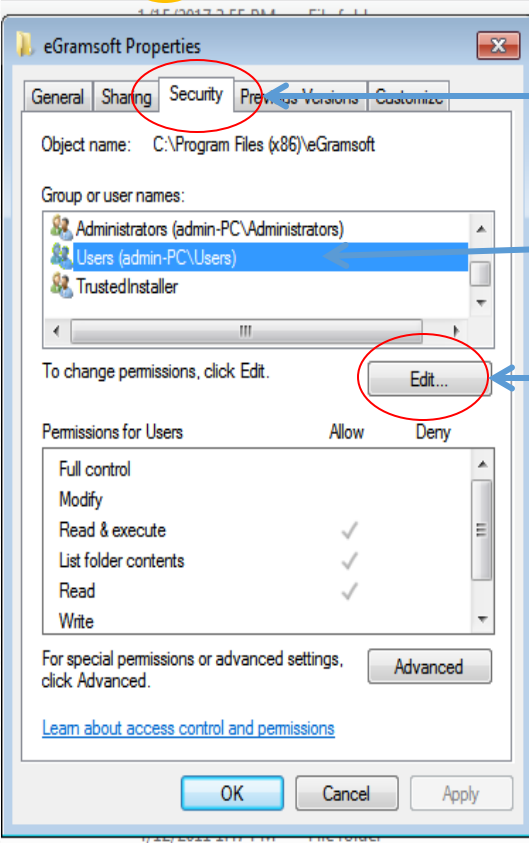 eGramsoft Properties
General Sharing Security Previous Versions Customize
Object name: C:\Program Files (x86)\eGramsoft
Group or user names:
Administrators (admin-PC\Administrators)
Users (admin-PC\Users)
TrustedInstaller
To change permissions, click Edit.
Edit...
Permissions for Users Allow Deny
Full control
Modify
Read & execute
List folder contents
Read
Write
For special permissions or advanced settings,
click Advanced.
Advanced
Learn about access control and permissions
OK Cancel Apply